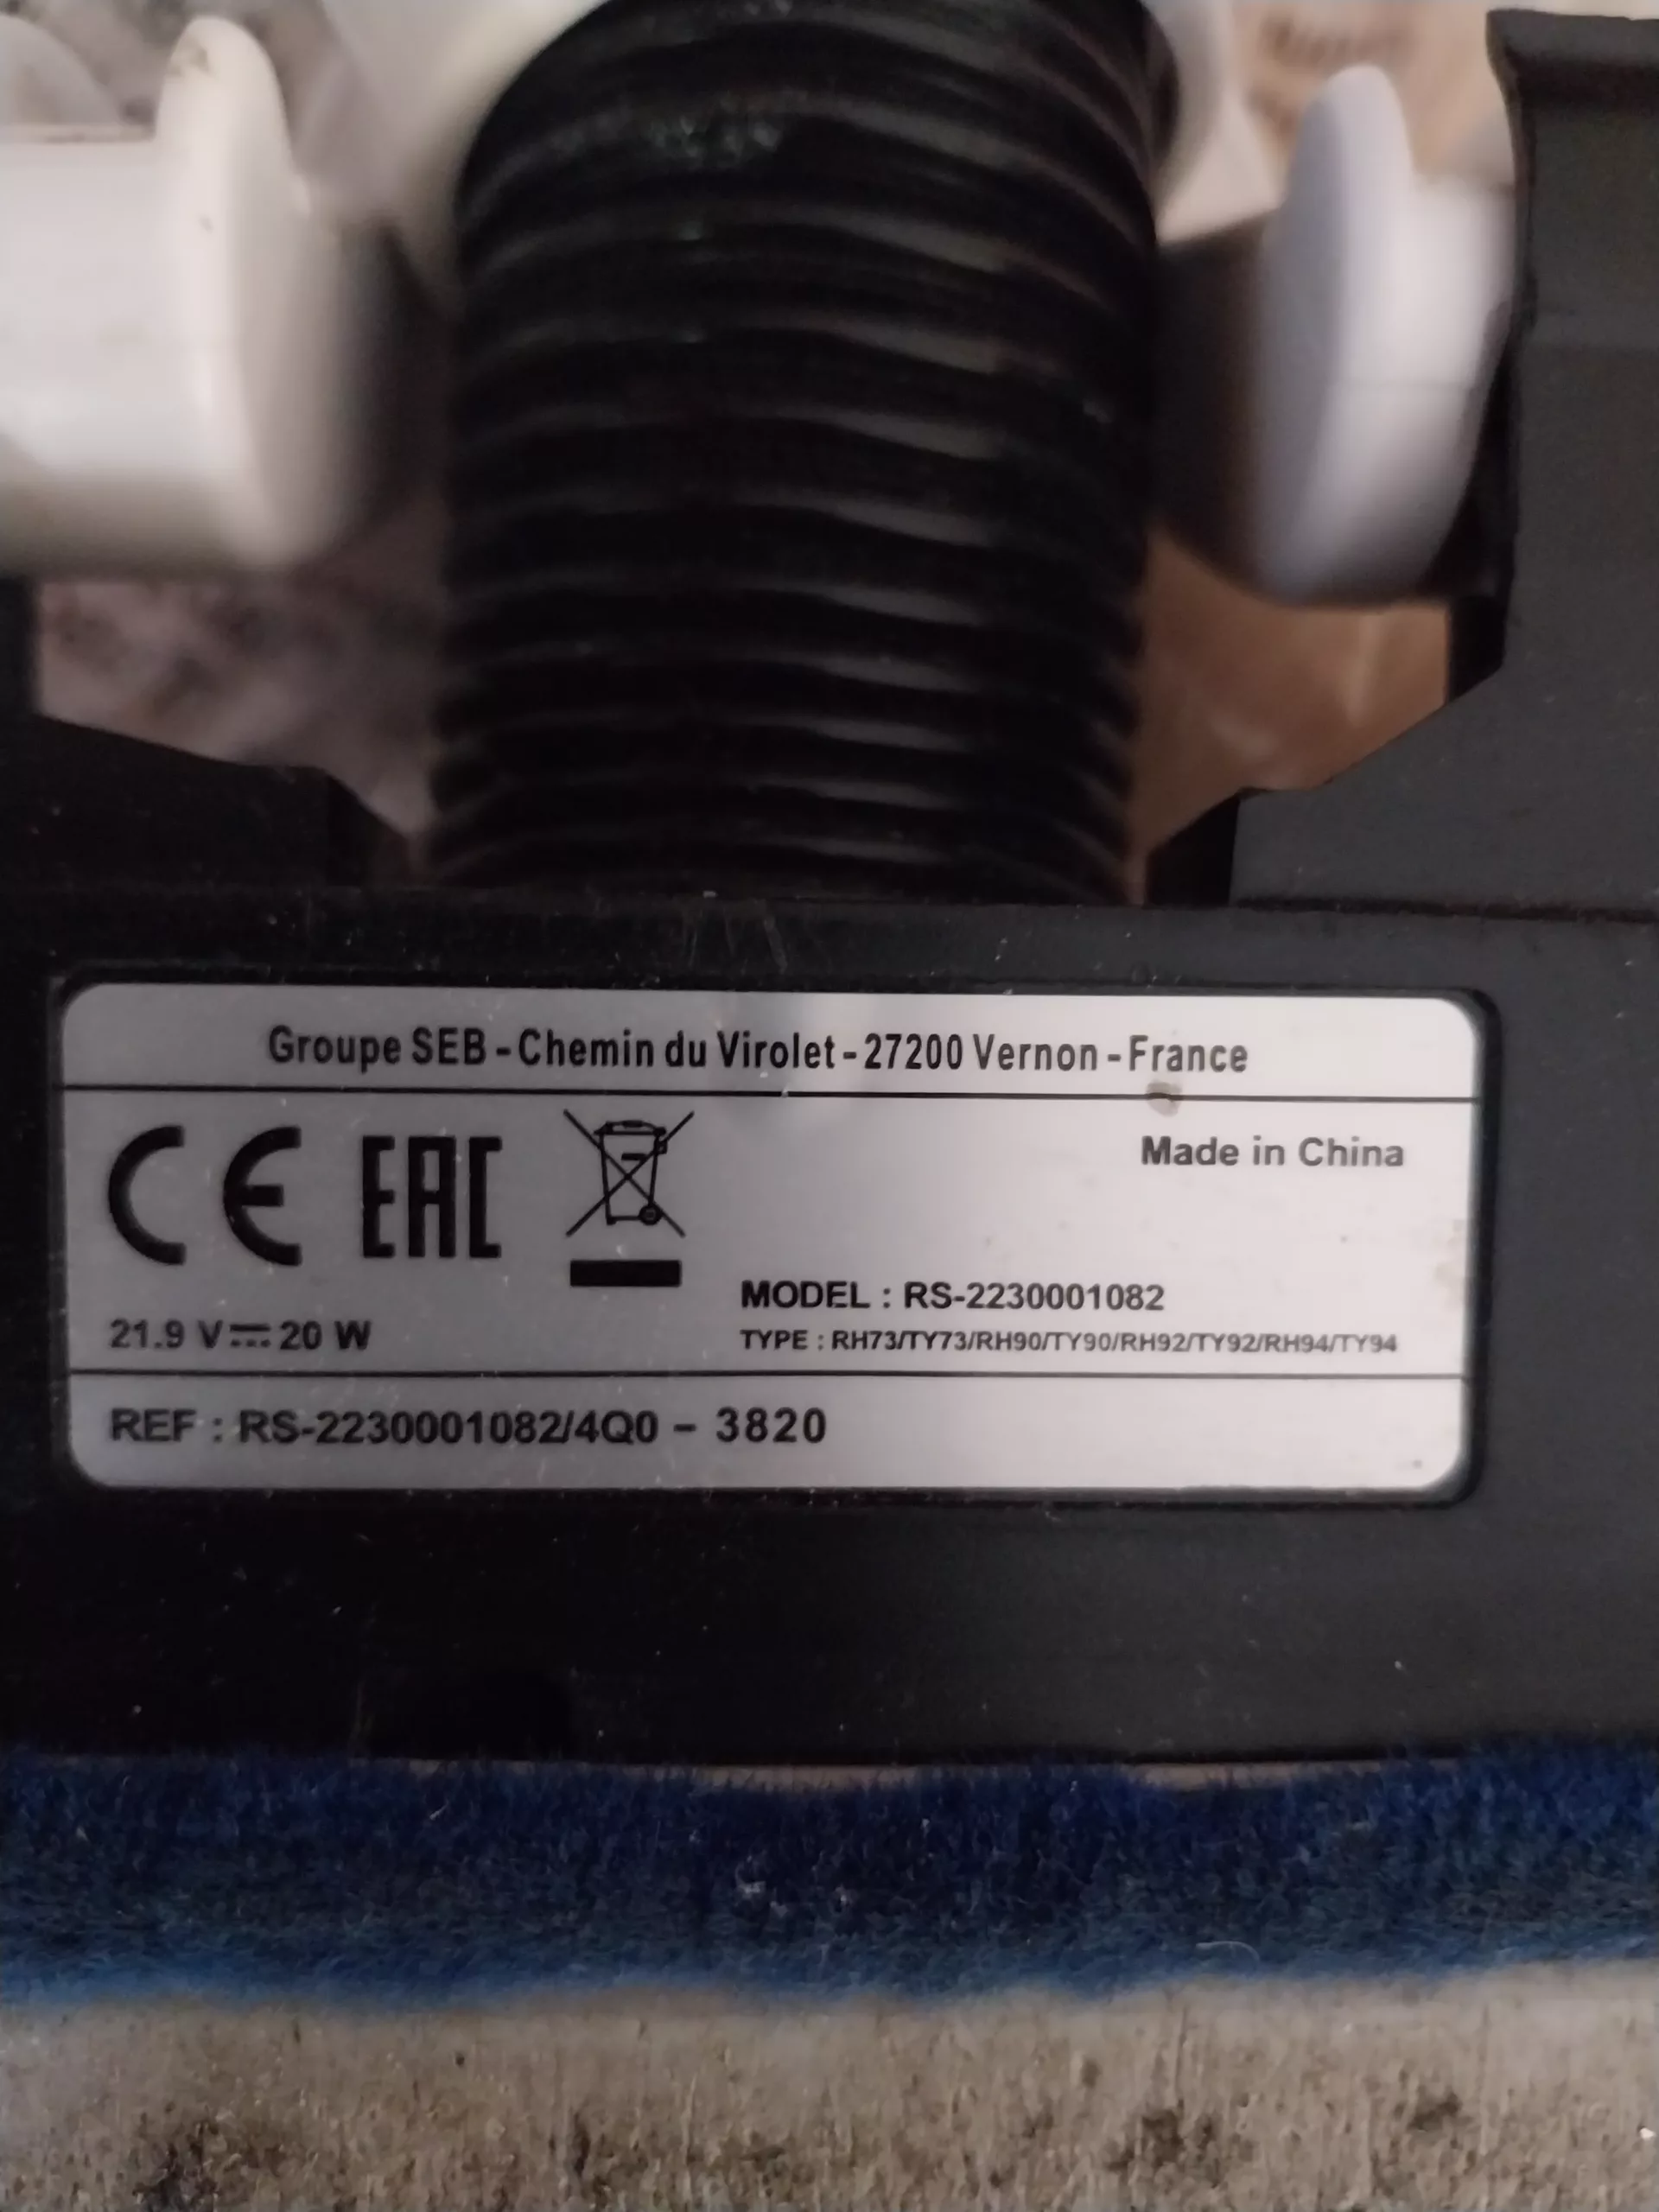 Groupe SEB - Chemin du Virolet - 27200 Vernon - France
CE EAC
Made in China
MODEL : RS-2230001082
21.9 V⎓20 W
TYPE : RH73/TY73/RH90/TY90/RH92/TY92/RH94/TY94
REF : RS-2230001082/4Q0 - 3820